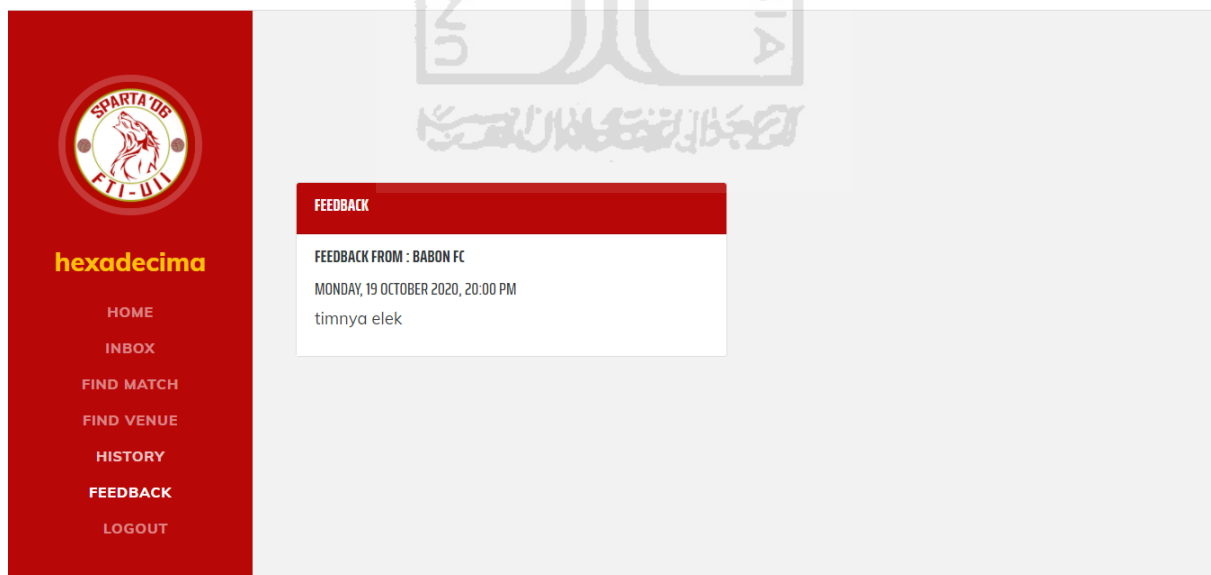 SPARTA'06
FTI-UII
hexadecima
HOME
INBOX
FIND MATCH
FIND VENUE
HISTORY
FEEDBACK
LOGOUT
FEEDBACK
FEEDBACK FROM : BABON FC
MONDAY, 19 OCTOBER 2020, 20:00 PM
timnya elek